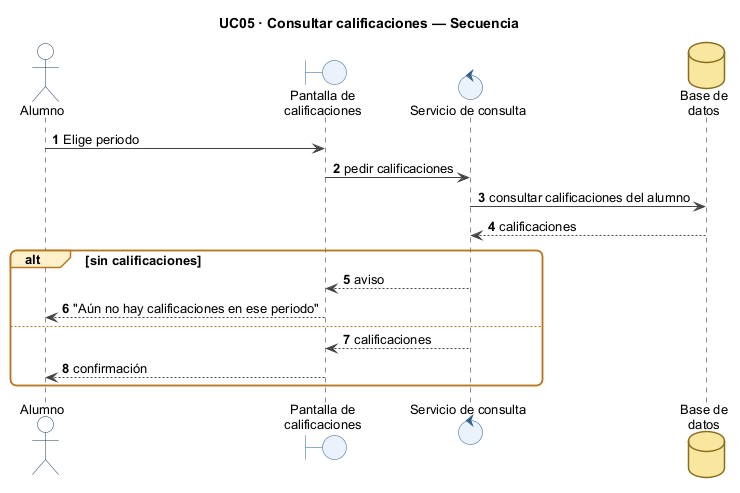 UC05 · Consultar calificaciones — Secuencia
Alumno
Pantalla de
calificaciones
Servicio de consulta
Base de
datos
1 Elige periodo
2 pedir calificaciones
3 consultar calificaciones del alumno
4 calificaciones
alt [sin calificaciones]
5 aviso
6 "Aún no hay calificaciones en ese periodo"
7 calificaciones
8 confirmación
Alumno
Pantalla de
calificaciones
Servicio de consulta
Base de
datos